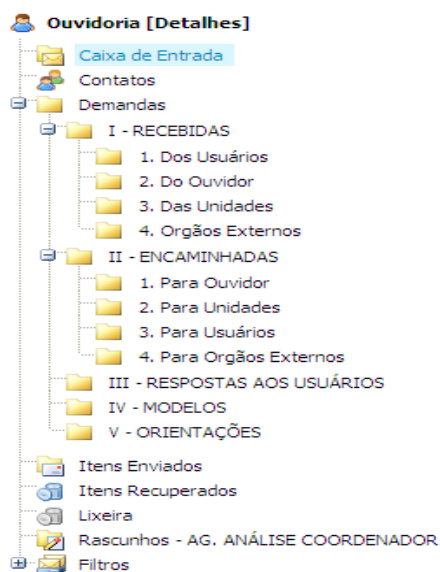 Ouvidoria [Detalhes]
Caixa de Entrada
Contatos
Demandas
I - RECEBIDAS
1. Dos Usuários
2. Do Ouvidor
3. Das Unidades
4. Orgãos Externos
II - ENCAMINHADAS
1. Para Ouvidor
2. Para Unidades
3. Para Usuários
4. Para Orgãos Externos
III - RESPOSTAS AOS USUÁRIOS
IV - MODELOS
V - ORIENTAÇÕES
Itens Enviados
Itens Recuperados
Lixeira
Rascunhos - AG. ANÁLISE COORDENADOR
Filtros